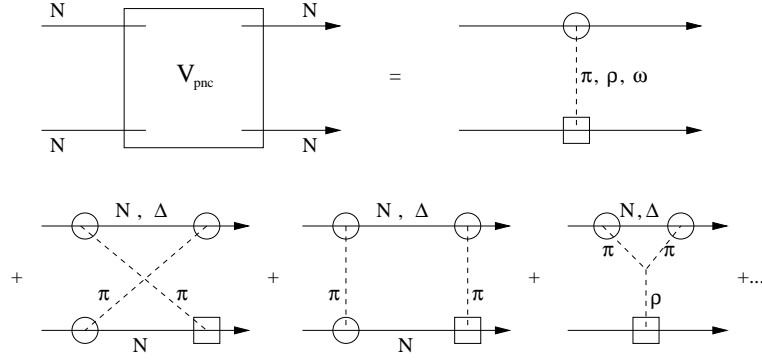 N N
V_pnc = π, ρ, ω
N N
N , Δ N , Δ N,Δ
π π
+ + + +...
π π π π
ρ
N N